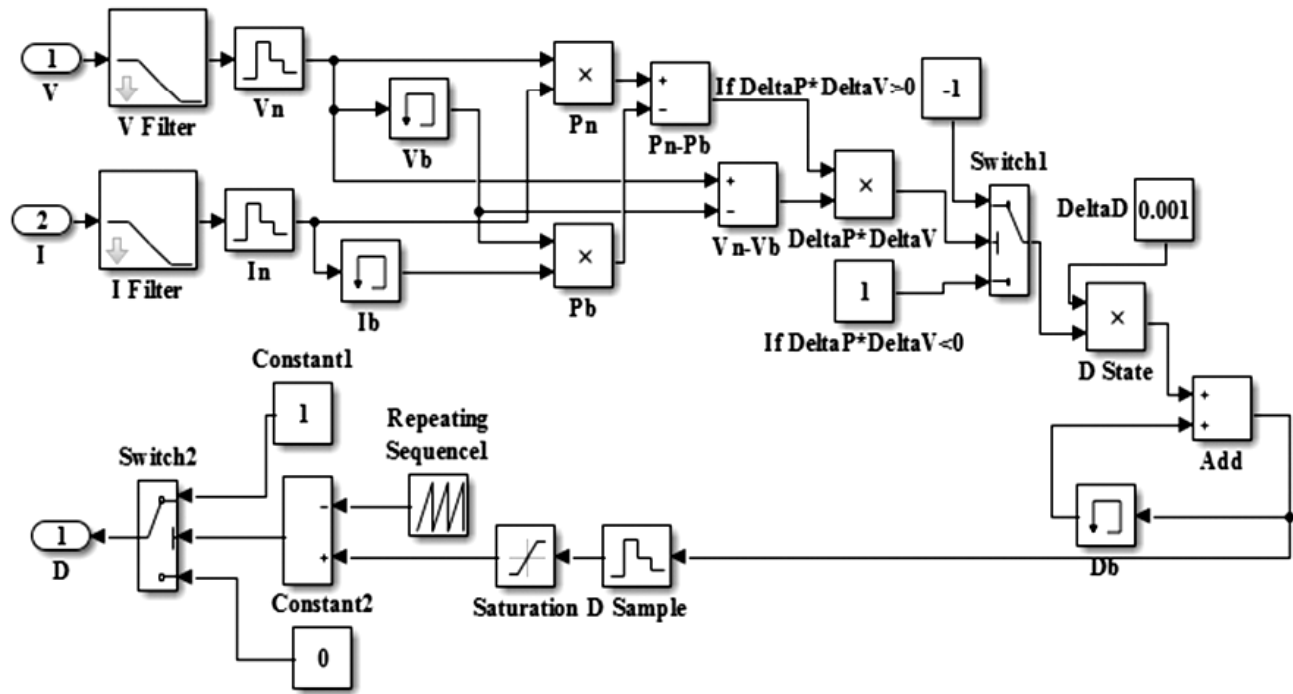 1
V
V Filter
Vn
Vb
×
Pn
+
−
Pn-Pb
If DeltaP*DeltaV>0
-1
Switch1
2
I
I Filter
In
Ib
×
Pb
+
−
Vn-Vb
×
DeltaP*DeltaV
1
If DeltaP*DeltaV<0
DeltaD
0.001
×
D State
+
+
Add
Db
Constant1
1
Repeating
Sequence1
Switch2
1
D
−
+
Constant2
0
Saturation
D Sample